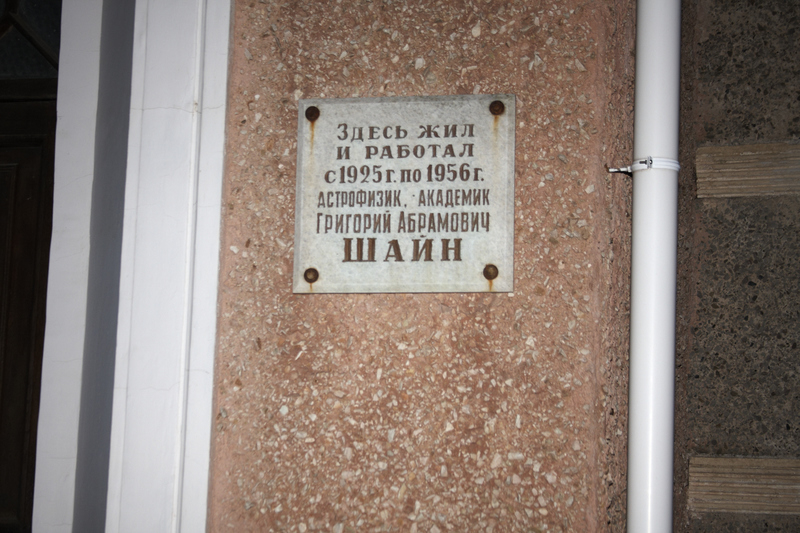 Здесь жил
и работал
с 1925 г. по 1956 г.
астрофизик, академик
Григорий Абрамович
Шайн